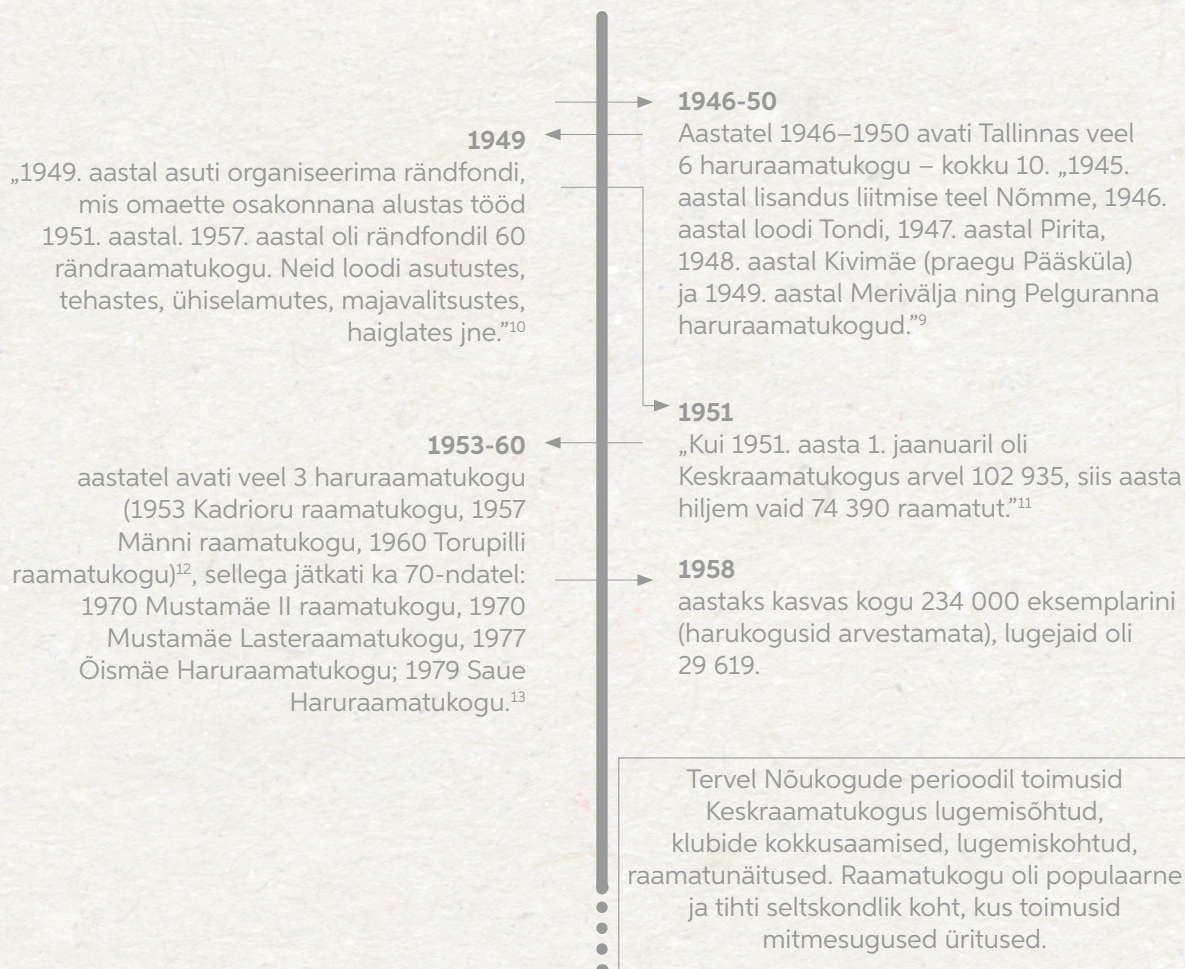 1946-50
Aastatel 1946–1950 avati Tallinnas veel
6 haruraamatukogu – kokku 10. „1945.
aastal lisandus liitmise teel Nõmme, 1946.
aastal loodi Tondi, 1947. aastal Pirita,
1948. aastal Kivimäe (praegu Pääsküla)
ja 1949. aastal Merivälja ning Pelguranna
haruraamatukogud.”⁹
1949
„1949. aastal asuti organiseerima rändfondi,
mis omaette osakonnana alustas tööd
1951. aastal. 1957. aastal oli rändfondil 60
rändraamatukogu. Neid loodi asutustes,
tehastes, ühiselamutes, majavalitsustes,
haiglates jne.”¹⁰
1951
„Kui 1951. aasta 1. jaanuaril oli
Keskraamatukogus arvel 102 935, siis aasta
hiljem vaid 74 390 raamatut.”¹¹
1953-60
aastatel avati veel 3 haruraamatukogu
(1953 Kadrioru raamatukogu, 1957
Männi raamatukogu, 1960 Torupilli
raamatukogu)¹², sellega jätkati ka 70-ndatel:
1970 Mustamäe II raamatukogu, 1970
Mustamäe Lasteraamatukogu, 1977
Õismäe Haruraamatukogu; 1979 Saue
Haruraamatukogu.¹³
1958
aastaks kasvas kogu 234 000 eksemplarini
(harukogusid arvestamata), lugejaid oli
29 619.
Tervel Nõukogude perioodil toimusid
Keskraamatukogus lugemisõhtud,
klubide kokkusaamised, lugemiskohtud,
raamatunäitused. Raamatukogu oli populaarne
ja tihti seltskondlik koht, kus toimusid
mitmesugused üritused.